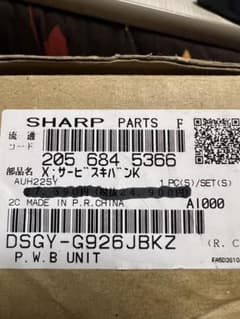 SHARP PARTS F
流通
コード
205 684 5366
部品名 X:サービスキバンK
AUH225Y
1 PC(S)/SET(S)
2C MADE IN P.R.CHINA A1000
DSGY-G926JBKZ
(R. C
P.W.B UNIT